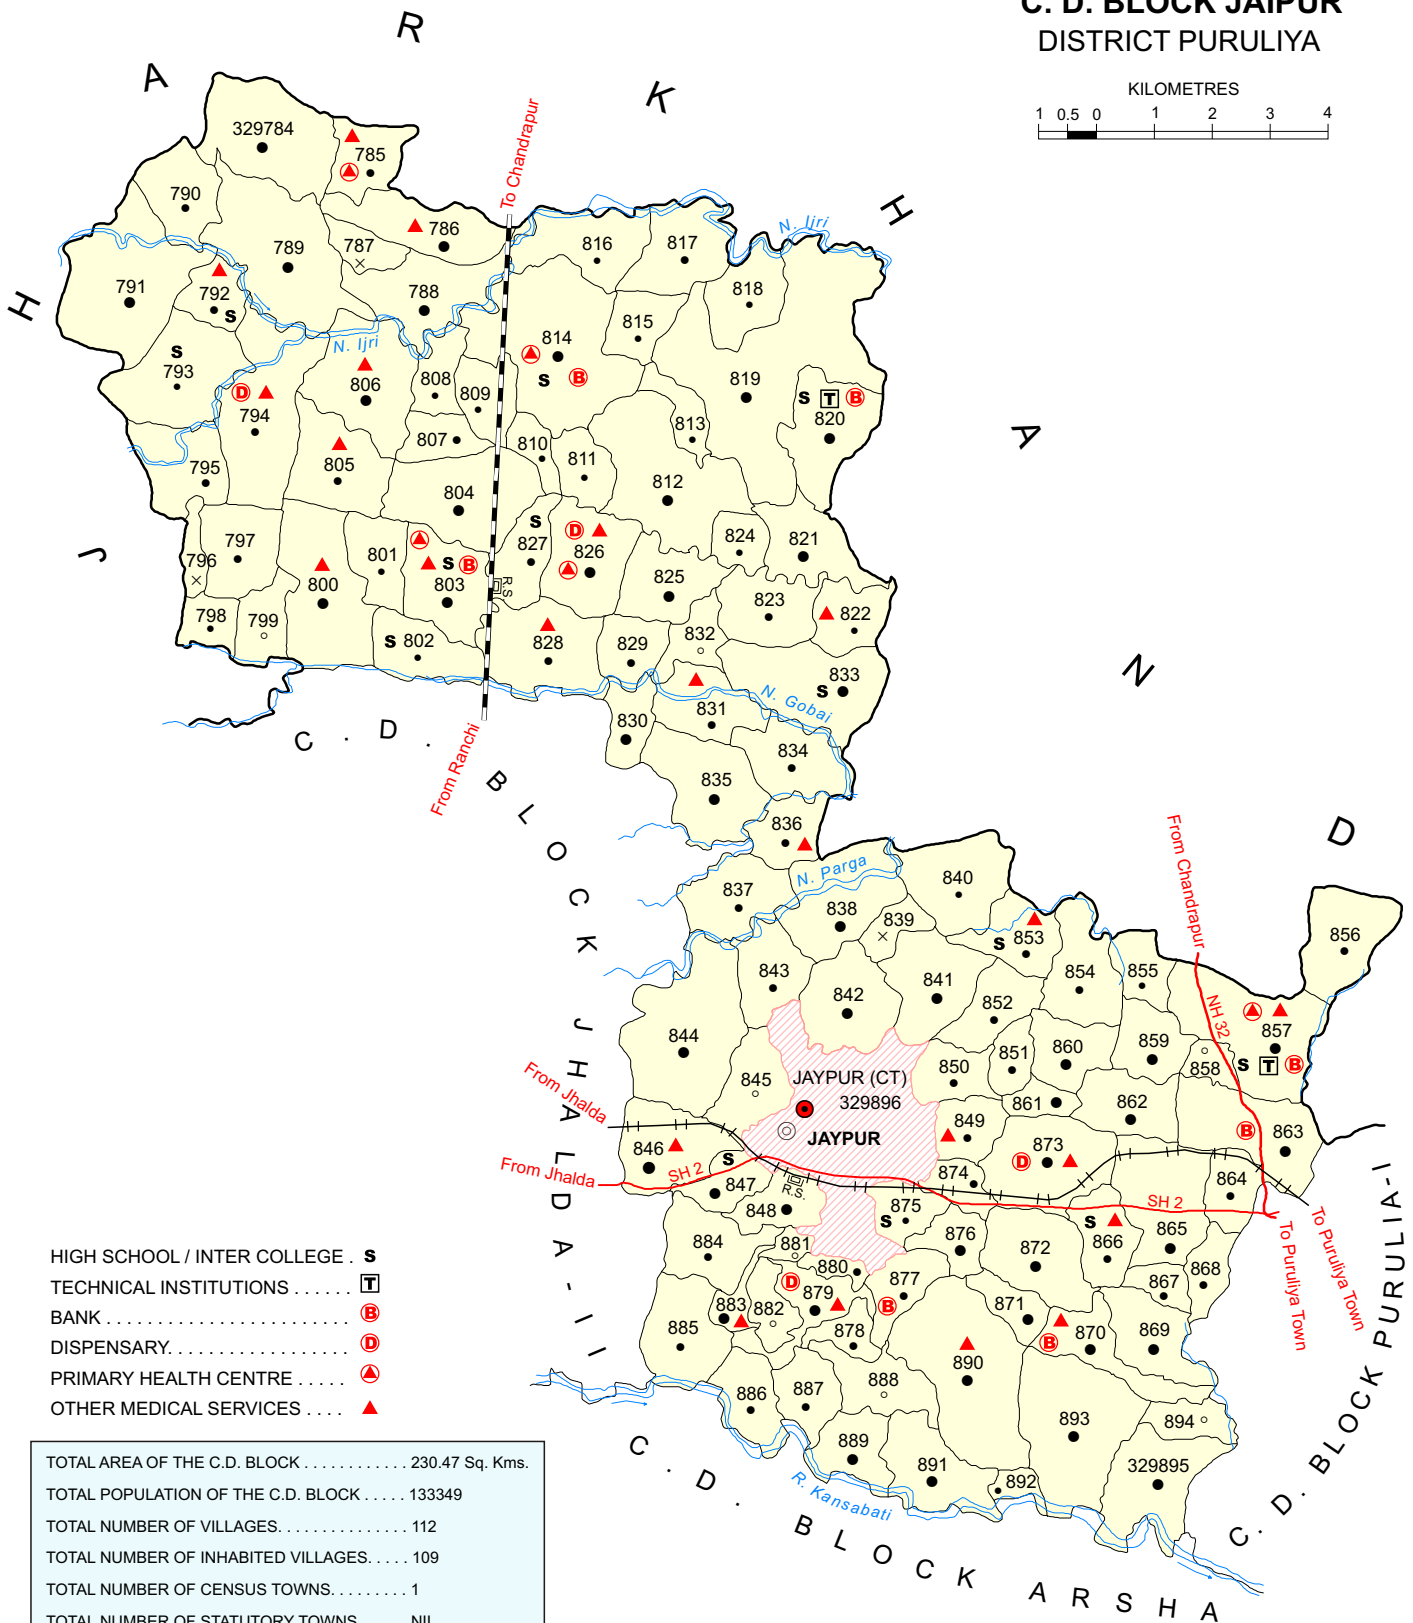 C. D. BLOCK JAIPUR
DISTRICT PURULIYA
KILOMETRES
1 0.5 0 1 2 3 4
J H A R K H A N D
To Chandrapur
329784
785
790
786
787
789
788
791
792
S
N. Ijri
816
817
818
815
N. Ijri
S
793
814
S
B
819
806
808
809
D
794
S
T
B
820
813
807
810
811
805
795
804
812
S
827
D
826
824
821
797
796
801
S
B
803
800
R.S
825
823
822
798
799
S 802
828
829
832
S
833
N. Gobai
831
830
834
From Ranchi
835
C . D . BLOCK JHALDA-II
836
From Chandrapur
N. Parga
837
838
839
840
S 853
856
843
842
841
854
855
852
NH 32
857
S
T
B
844
845
JAYPUR (CT)
329896
JAYPUR
850
851
860
859
858
861
862
From Jhalda
846
849
D
873
B
863
S
From Jhalda
SH 2
847
874
864
R.S.
848
SH 2
875
S
S
876
866
865
872
884
881
880
868
To Puruliya Town
To Puruliya Town
D
879
877
B
867
883
882
871
870
B
869
885
878
890
886
887
888
893
894
889
891
892
329895
R. Kansabati
C . D . BLOCK ARSHA
C . D . BLOCK PURULIA-I
HIGH SCHOOL / INTER COLLEGE . S
TECHNICAL INSTITUTIONS . . . . . . T
BANK . . . . . . . . . . . . . . . . . . . . . . . . B
DISPENSARY. . . . . . . . . . . . . . . . . D
PRIMARY HEALTH CENTRE . . . . .
OTHER MEDICAL SERVICES . . . .
TOTAL AREA OF THE C.D. BLOCK . . . . . . . . . . . . 230.47 Sq. Kms.
TOTAL POPULATION OF THE C.D. BLOCK . . . . . 133349
TOTAL NUMBER OF VILLAGES. . . . . . . . . . . . . . . 112
TOTAL NUMBER OF INHABITED VILLAGES. . . . . 109
TOTAL NUMBER OF CENSUS TOWNS. . . . . . . . . 1
TOTAL NUMBER OF STATUTORY TOWNS . . . . . NIL